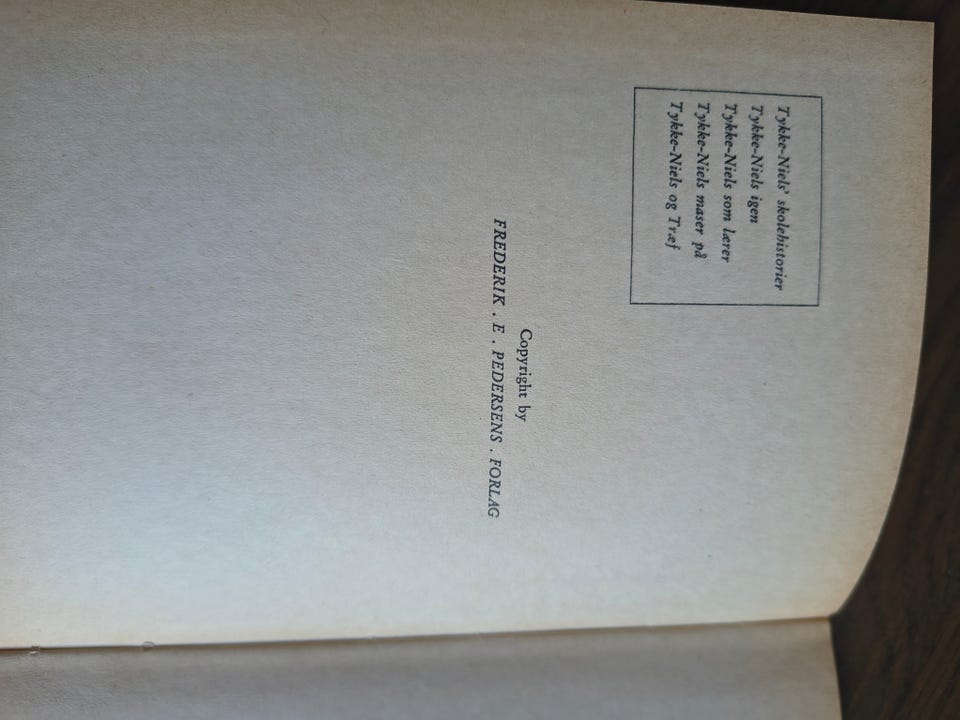 Tykke-Niels' skolehistorier
Tykke-Niels igen
Tykke-Niels som lærer
Tykke-Niels maser på
Tykke-Niels og Træf
Copyright by
FREDERIK . E . PEDERSENS . FORLAG